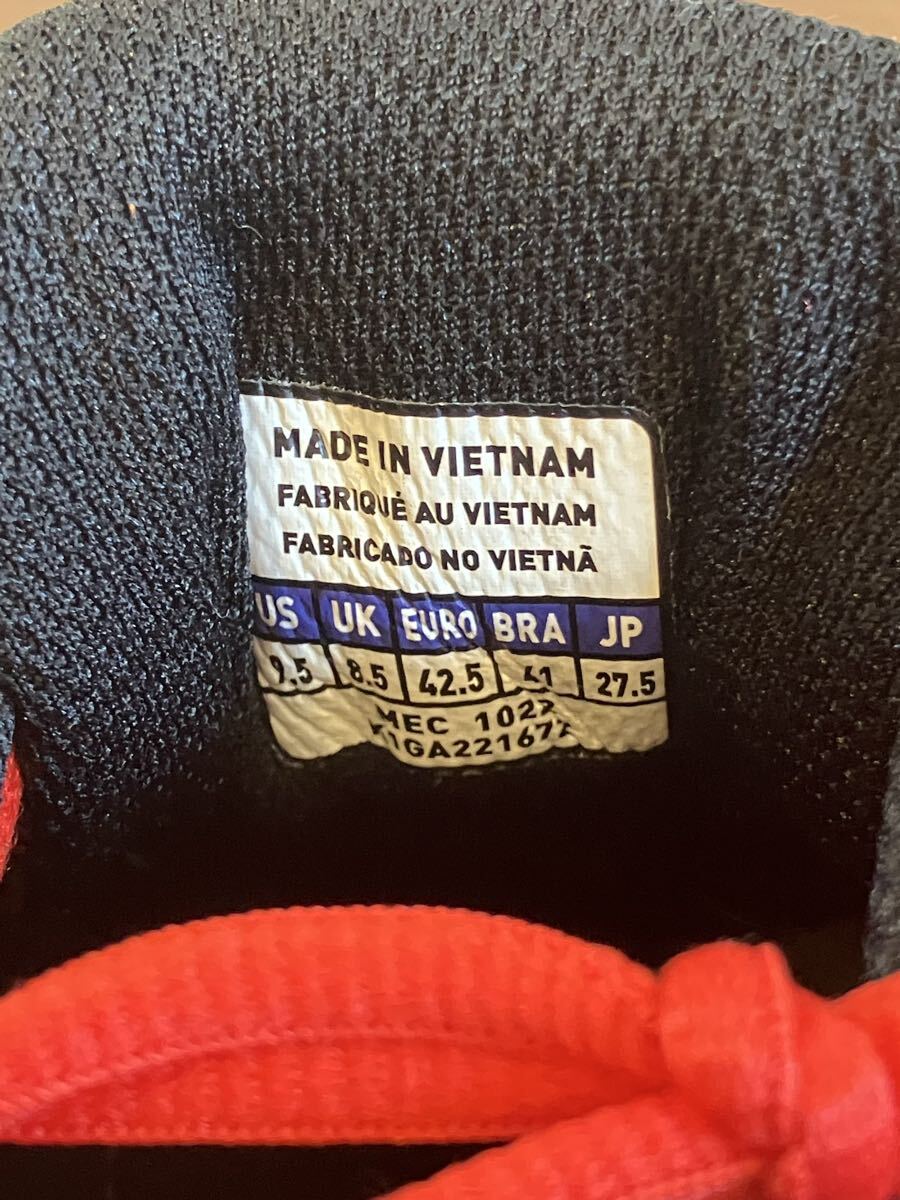 MADE IN VIETNAM
FABRIQUÉ AU VIETNAM
FABRICADO NO VIETNÃ
US UK EURO BRA JP
9.5 8.5 42.5 41 27.5
MEC